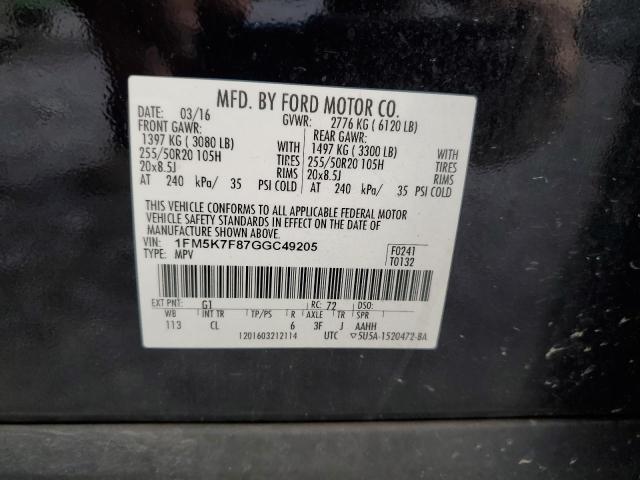 MFD. BY FORD MOTOR CO.
DATE: 03/16 GVWR: 2776 KG ( 6120 LB)
FRONT GAWR: REAR GAWR:
1397 KG ( 3080 LB) 1497 KG ( 3300 LB)
255/50R20 105H TIRES 255/50R20 105H TIRES
20x8.5J RIMS 20x8.5J RIMS
AT 240 kPa/ 35 PSI COLD AT 240 kPa/ 35 PSI COLD
THIS VEHICLE CONFORMS TO ALL APPLICABLE FEDERAL MOTOR
VEHICLE SAFETY STANDARDS IN EFFECT ON THE DATE OF
MANUFACTURE SHOWN ABOVE.
VIN: 1FM5K7F87GGC49205 F0241
TYPE: MPV T0132
EXT PNT: G1 RC: 72 DSO:
WB INT TR TP/PS R AXLE TR SPR
113 CL 6 3F J AAHH
1201603212114 UTC 5U5A-1520472-BA